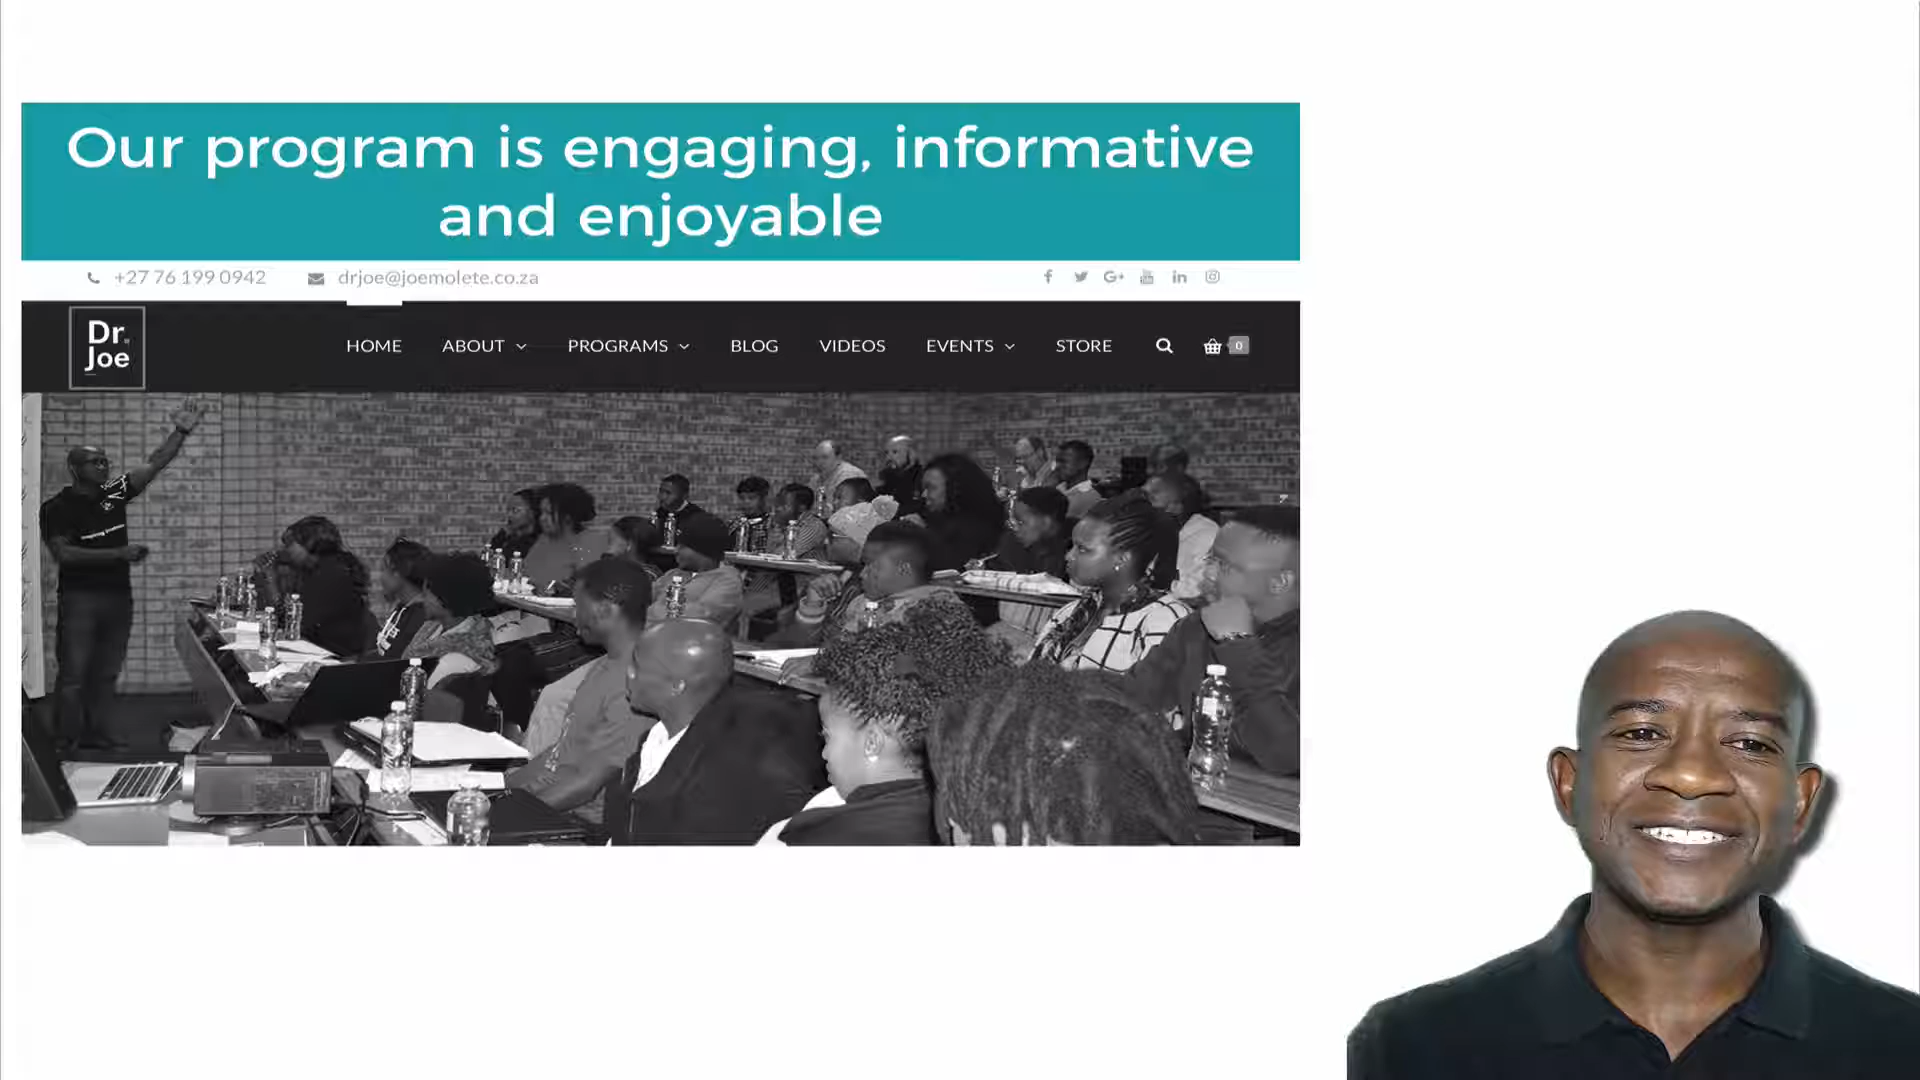 Our program is engaging, informative
and enjoyable
+27 76 199 0942 drjoe@joemolete.co.za
Dr.
Joe
HOME ABOUT PROGRAMS BLOG VIDEOS EVENTS STORE 0